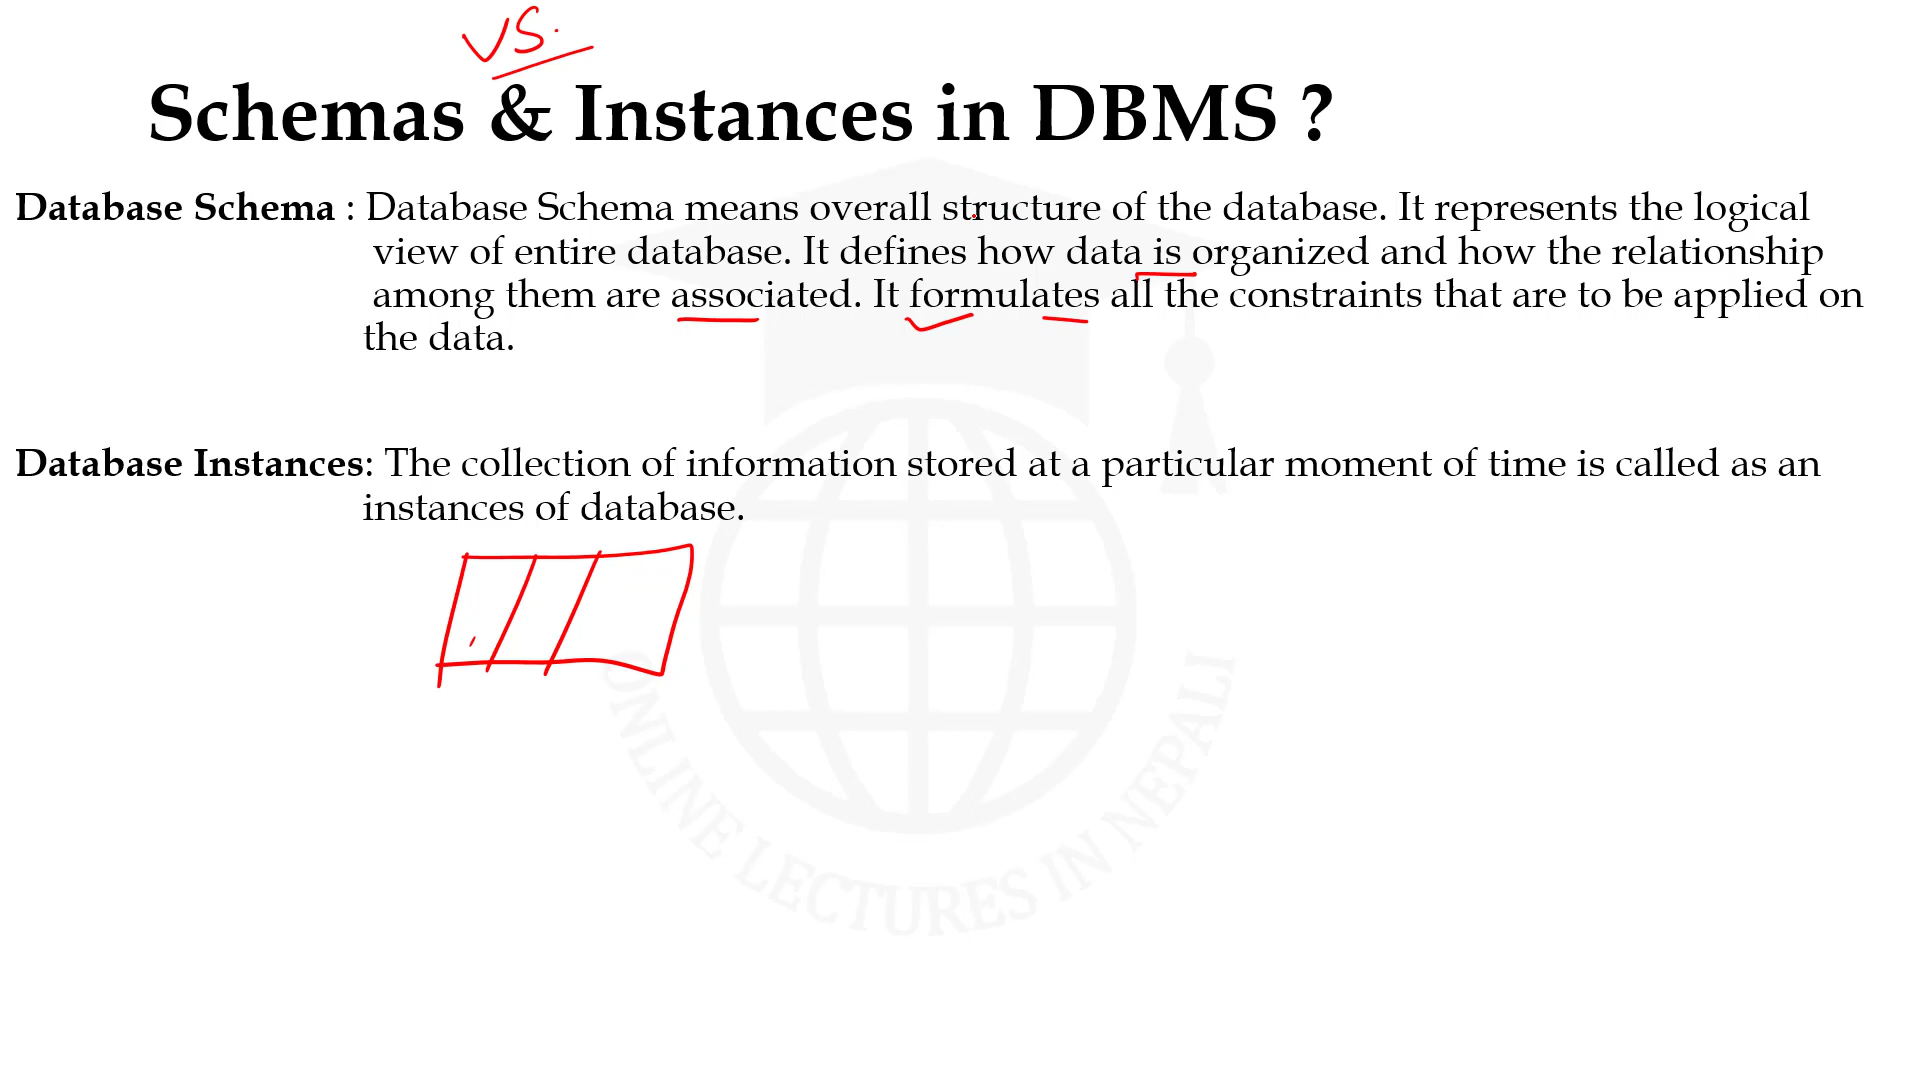 vs.
Schemas & Instances in DBMS ?
Database Schema : Database Schema means overall structure of the database. It represents the logical
view of entire database. It defines how data is organized and how the relationship
among them are associated. It formulates all the constraints that are to be applied on
the data.
Database Instances: The collection of information stored at a particular moment of time is called as an
instances of database.
ONLINE LECTURES IN NEPALI